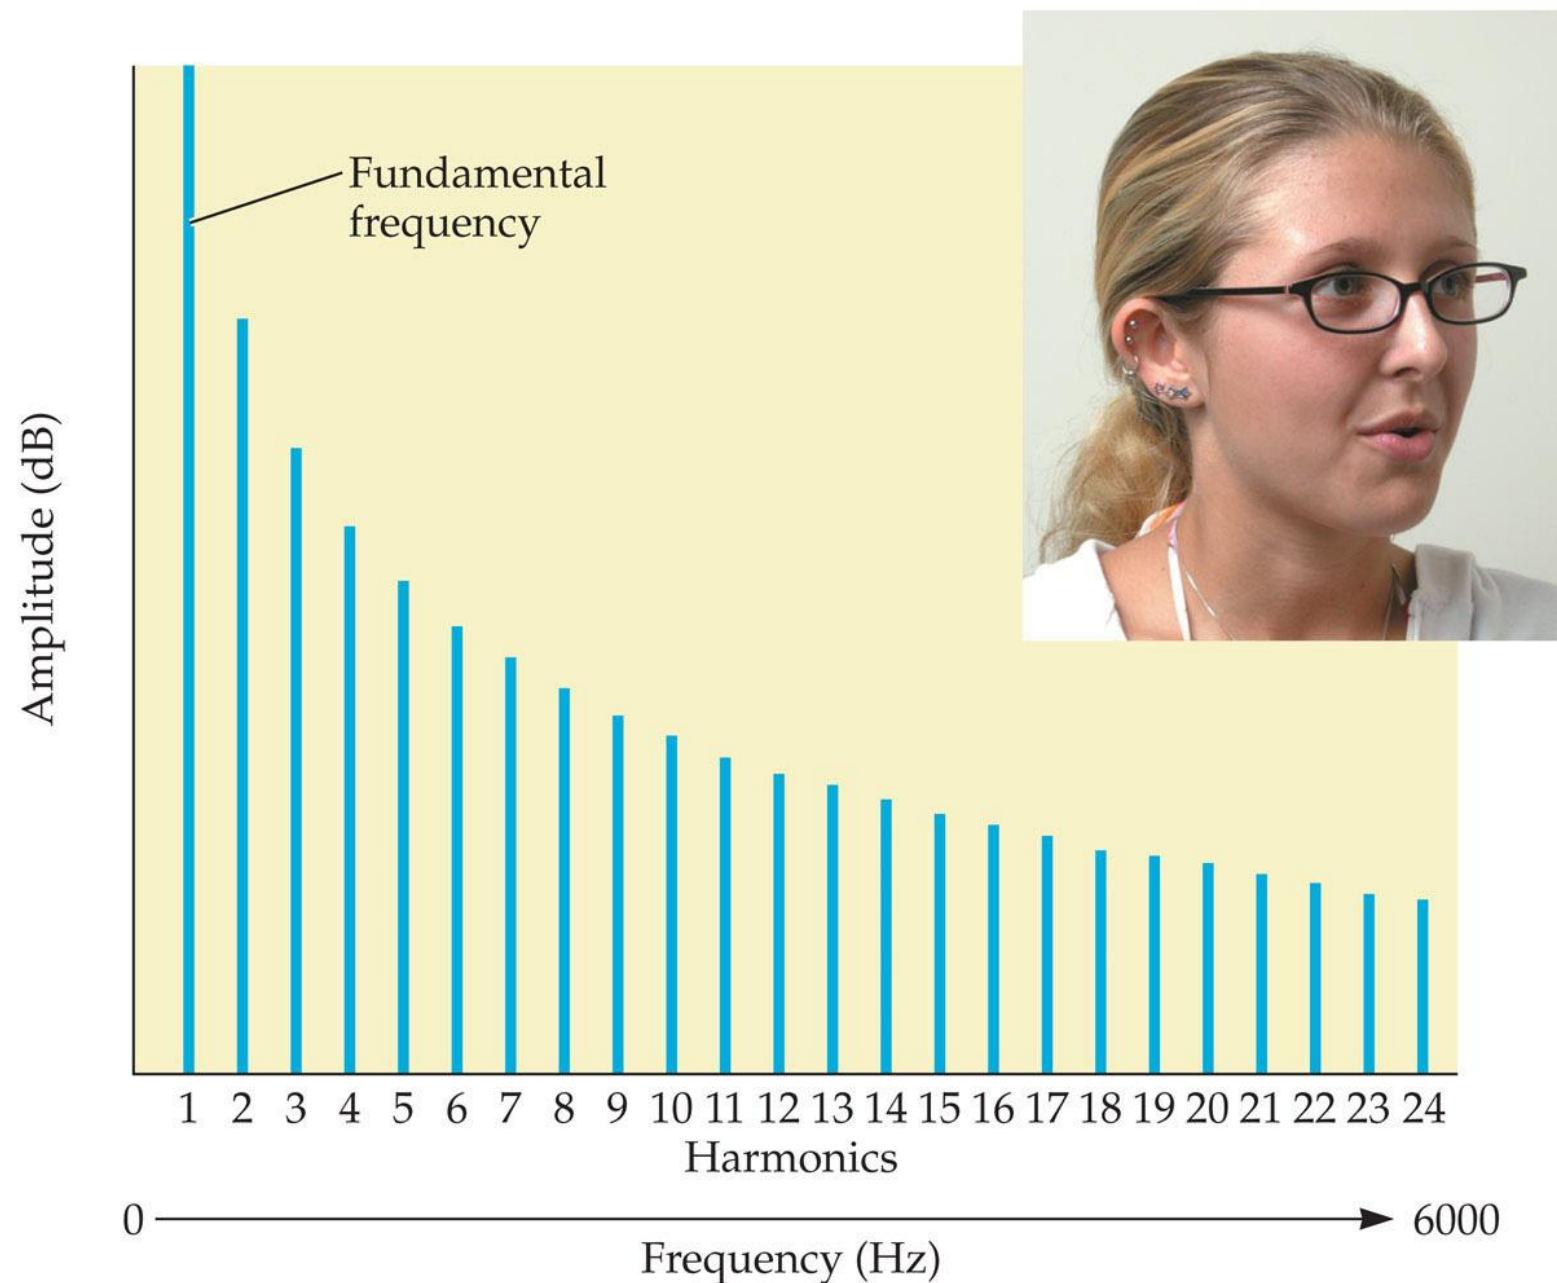 Fundamental
frequency
Amplitude (dB)
1 2 3 4 5 6 7 8 9 10 11 12 13 14 15 16 17 18 19 20 21 22 23 24
Harmonics
0 6000
Frequency (Hz)